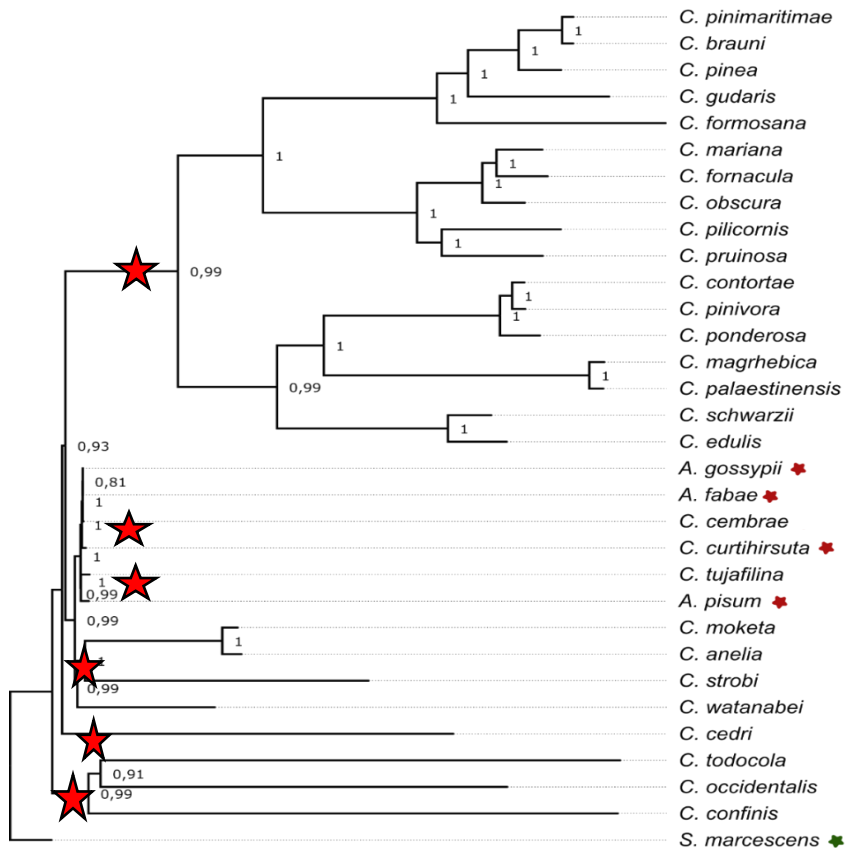 C. pinimaritimae
1
C. brauni
1
C. pinea
1
C. gudaris
1
C. formosana
C. mariana
1
1
C. fornacula
1
C. obscura
1
C. pilicornis
1
C. pruinosa
0,99
C. contortae
1
C. pinivora
1
C. ponderosa
1
C. magrhebica
1
0,99
C. palaestinensis
C. schwarzii
1
C. edulis
0,93
A. gossypii
0,81
A. fabae
1
1
C. cembrae
C. curtihirsuta
1
C. tujafilina
1
0,99
A. pisum
0,99
C. moketa
1
C. anelia
1
C. strobi
0,99
C. watanabei
C. cedri
C. todocola
0,91
C. occidentalis
0,99
C. confinis
S. marcescens